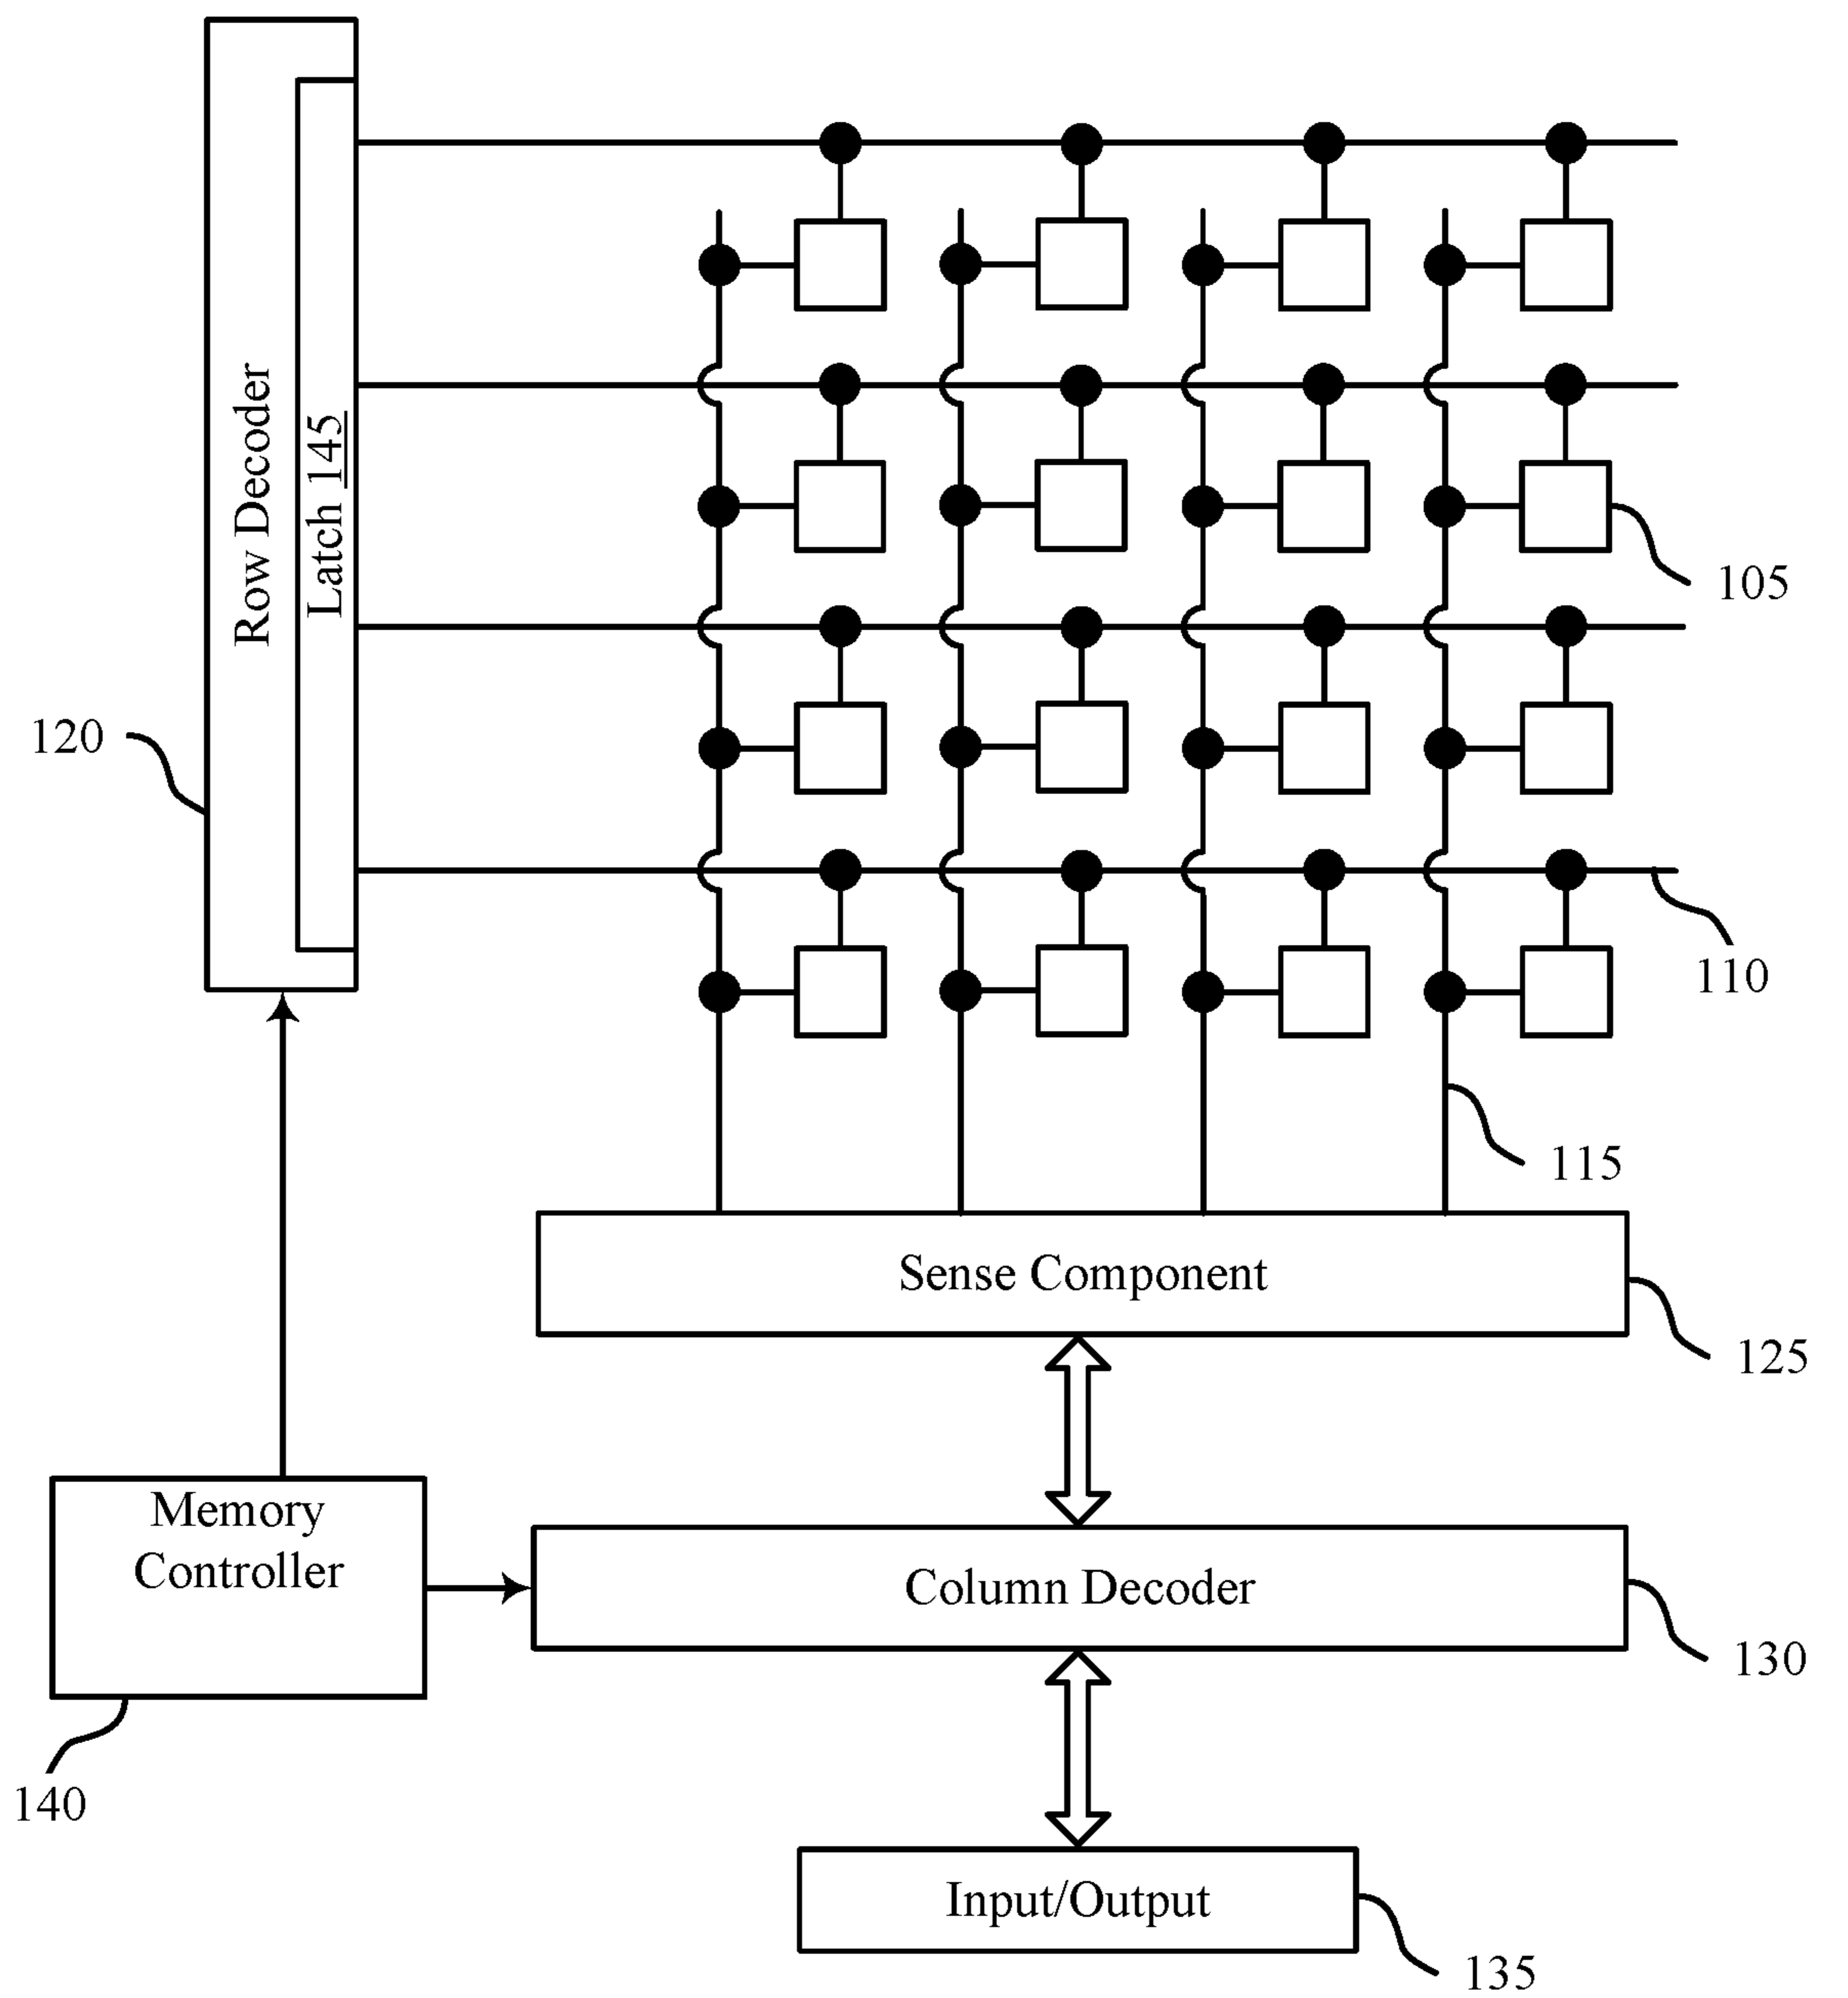 Row Decoder
Latch 145
105
120
110
115
Sense Component
125
Memory
Controller
Column Decoder
130
140
Input/Output
135